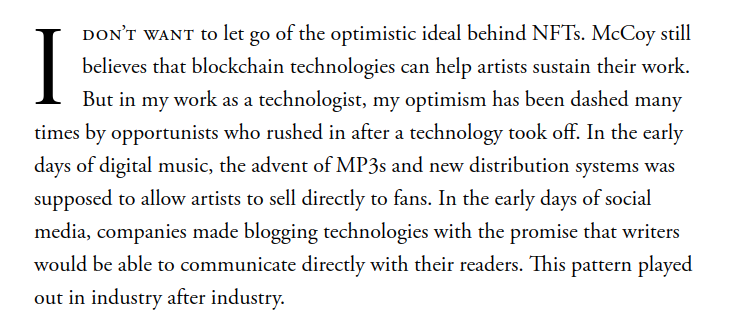 I DON’T WANT to let go of the optimistic ideal behind NFTs. McCoy still
believes that blockchain technologies can help artists sustain their work.
But in my work as a technologist, my optimism has been dashed many
times by opportunists who rushed in after a technology took off. In the early
days of digital music, the advent of MP3s and new distribution systems was
supposed to allow artists to sell directly to fans. In the early days of social
media, companies made blogging technologies with the promise that writers
would be able to communicate directly with their readers. This pattern played
out in industry after industry.